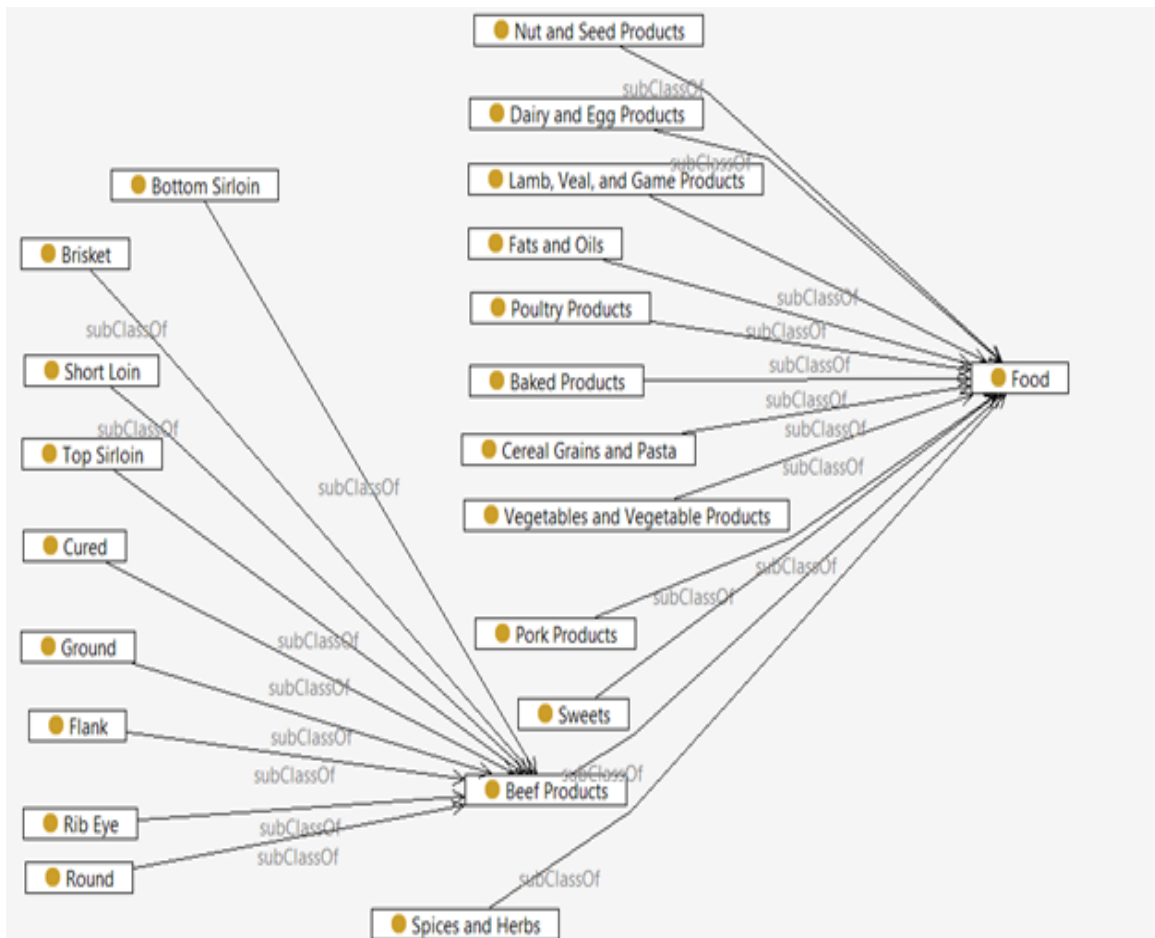 Nut and Seed Products
subClassOf
Dairy and Egg Products
subClassOf
Lamb, Veal, and Game Products
Bottom Sirloin
Fats and Oils
Brisket
subClassOf
Poultry Products
subClassOf
subClassOf
subClassOf
Short Loin
Baked Products
Food
subClassOf
subClassOf
subClassOf
Top Sirloin
Cereal Grains and Pasta
subClassOf
subClassOf
Vegetables and Vegetable Products
Cured
subClassOf
subClassOf
Pork Products
subClassOf
Ground
subClassOf
Sweets
Flank
subClassOf
subClassOf
subClassOf
Beef Products
Rib Eye
subClassOf
subClassOf
Round
subClassOf
Spices and Herbs